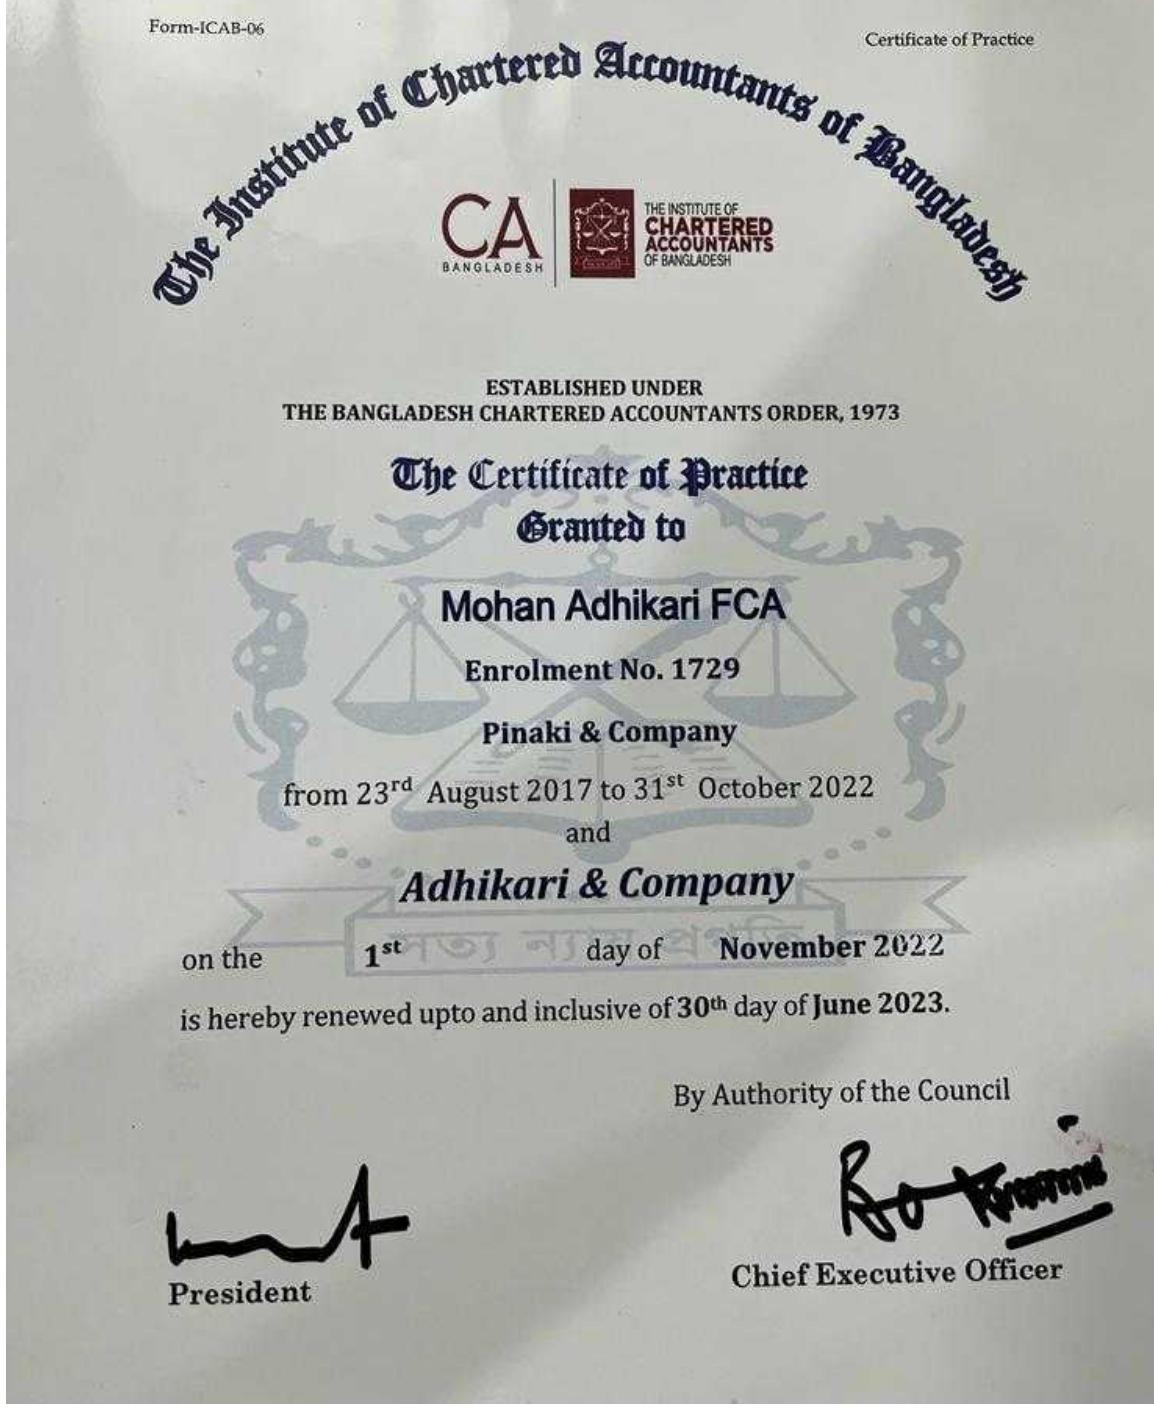 Form-ICAB-06
Certificate of Practice
The Institute of Chartered Accountants of Bangladesh
CA
BANGLADESH
THE INSTITUTE OF
CHARTERED
ACCOUNTANTS
OF BANGLADESH
ESTABLISHED UNDER
THE BANGLADESH CHARTERED ACCOUNTANTS ORDER, 1973
The Certificate of Practice
Granted to
Mohan Adhikari FCA
Enrolment No. 1729
Pinaki & Company
from 23rd August 2017 to 31st October 2022
and
Adhikari & Company
on the 1st day of November 2022
সত্য ন্যায় প্রগতি
is hereby renewed upto and inclusive of 30th day of June 2023.
By Authority of the Council
President
Chief Executive Officer